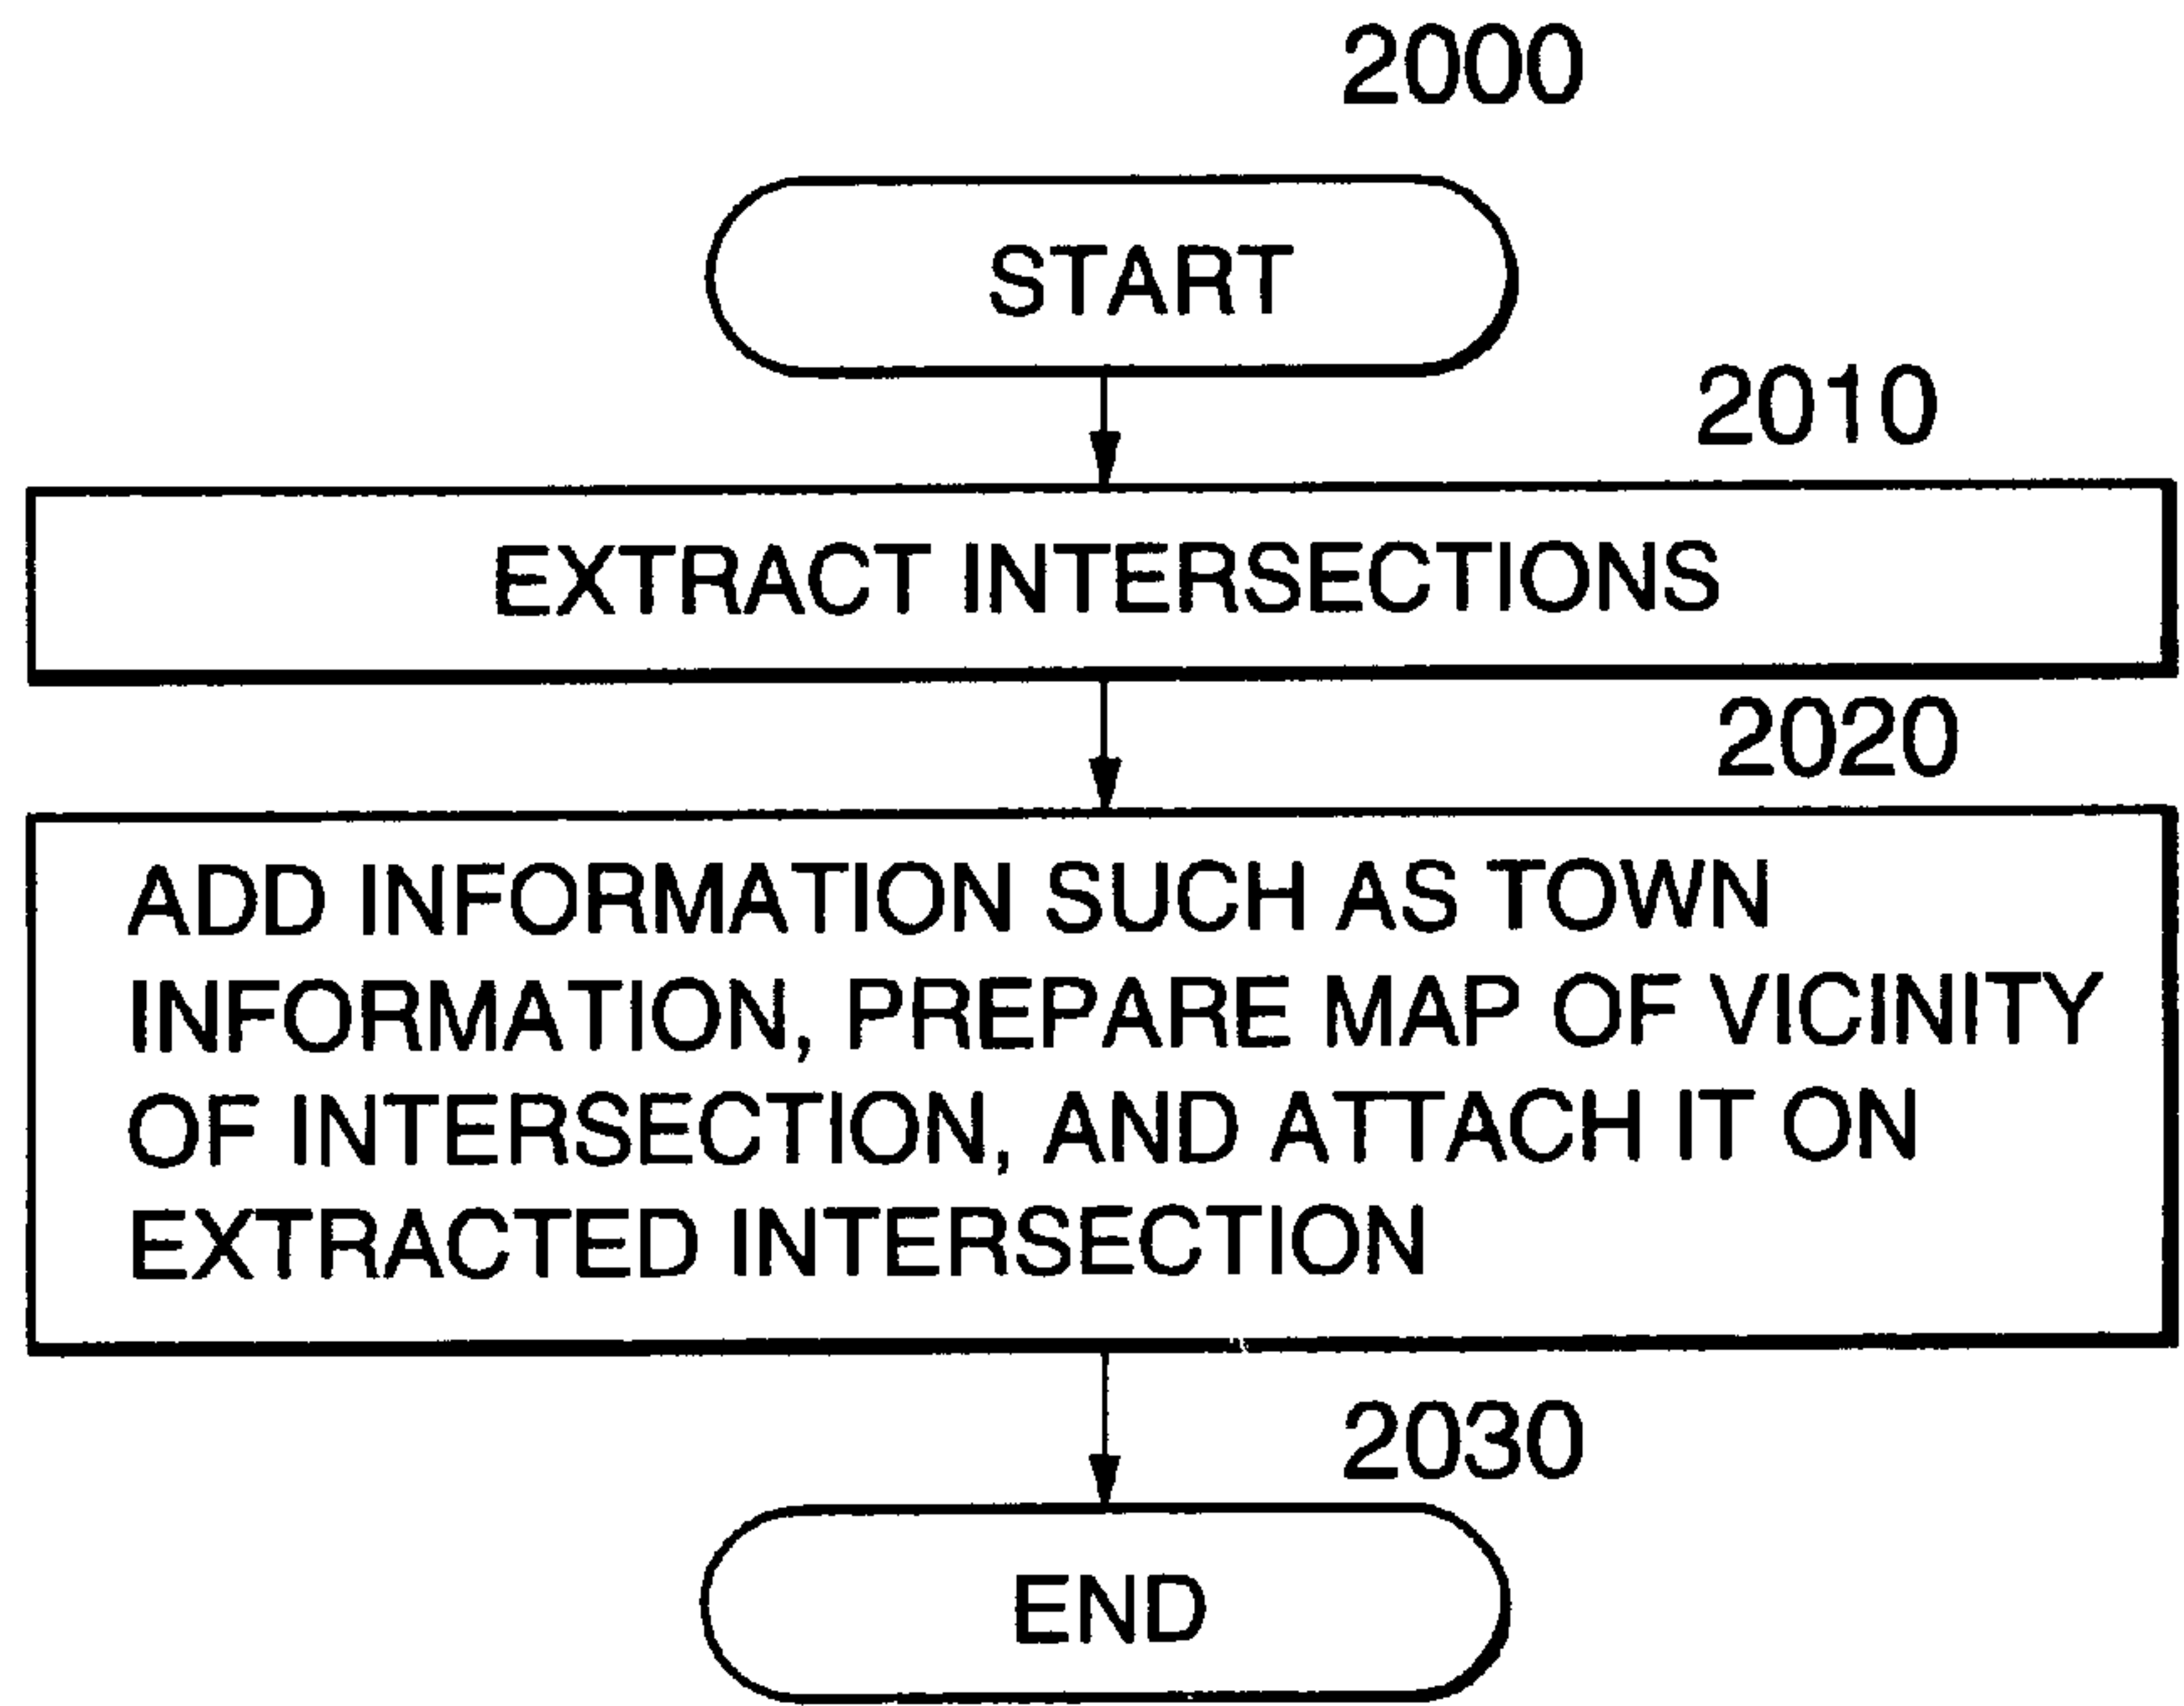 2000
START
2010
EXTRACT INTERSECTIONS
2020
ADD INFORMATION SUCH AS TOWN
INFORMATION, PREPARE MAP OF VICINITY
OF INTERSECTION, AND ATTACH IT ON
EXTRACTED INTERSECTION
2030
END